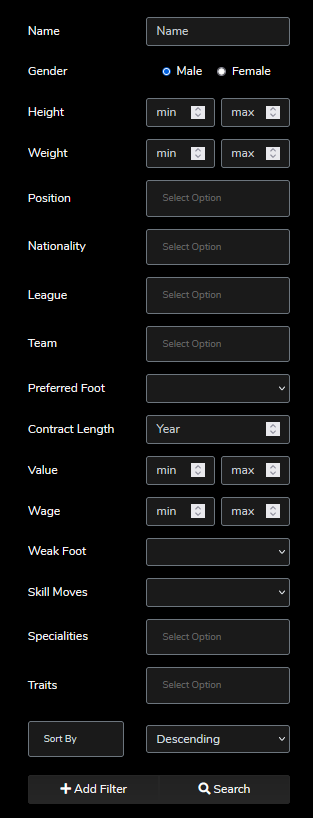 Name Name
Gender Male Female
Height min max
Weight min max
Position Select Option
Nationality Select Option
League Select Option
Team Select Option
Preferred Foot
Contract Length Year
Value min max
Wage min max
Weak Foot
Skill Moves
Specialities Select Option
Traits Select Option
Sort By Descending
Add Filter Search